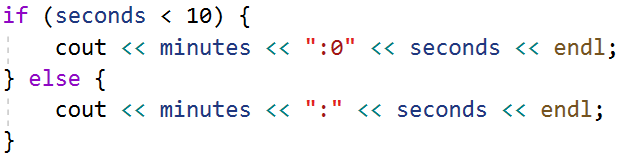 if (seconds < 10) {
    cout << minutes << ":0" << seconds << endl;
} else {
    cout << minutes << ":" << seconds << endl;
}